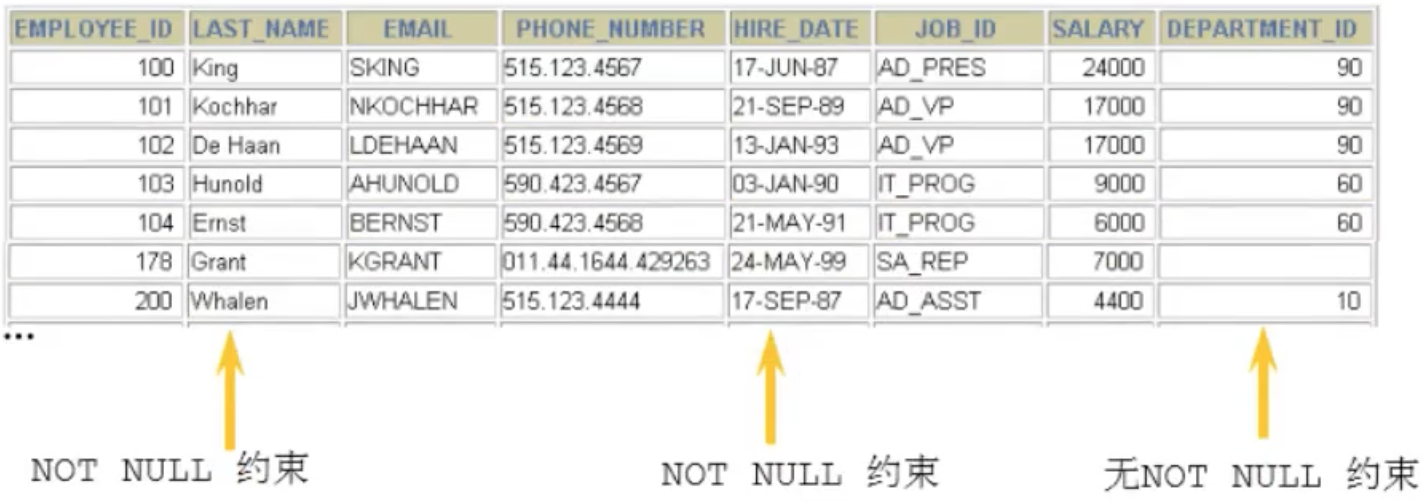 EMPLOYEE_ID LAST_NAME EMAIL PHONE_NUMBER HIRE_DATE JOB_ID SALARY DEPARTMENT_ID
100 King SKING 515.123.4567 17-JUN-87 AD_PRES 24000 90
101 Kochhar NKOCHHAR 515.123.4568 21-SEP-89 AD_VP 17000 90
102 De Haan LDEHAAN 515.123.4569 13-JAN-93 AD_VP 17000 90
103 Hunold AHUNOLD 590.423.4567 03-JAN-90 IT_PROG 9000 60
104 Ernst BERNST 590.423.4568 21-MAY-91 IT_PROG 6000 60
178 Grant KGRANT 011.44.1644.429263 24-MAY-99 SA_REP 7000
200 Whalen JWHALEN 515.123.4444 17-SEP-87 AD_ASST 4400 10
...
NOT NULL 约束 NOT NULL 约束 无NOT NULL 约束